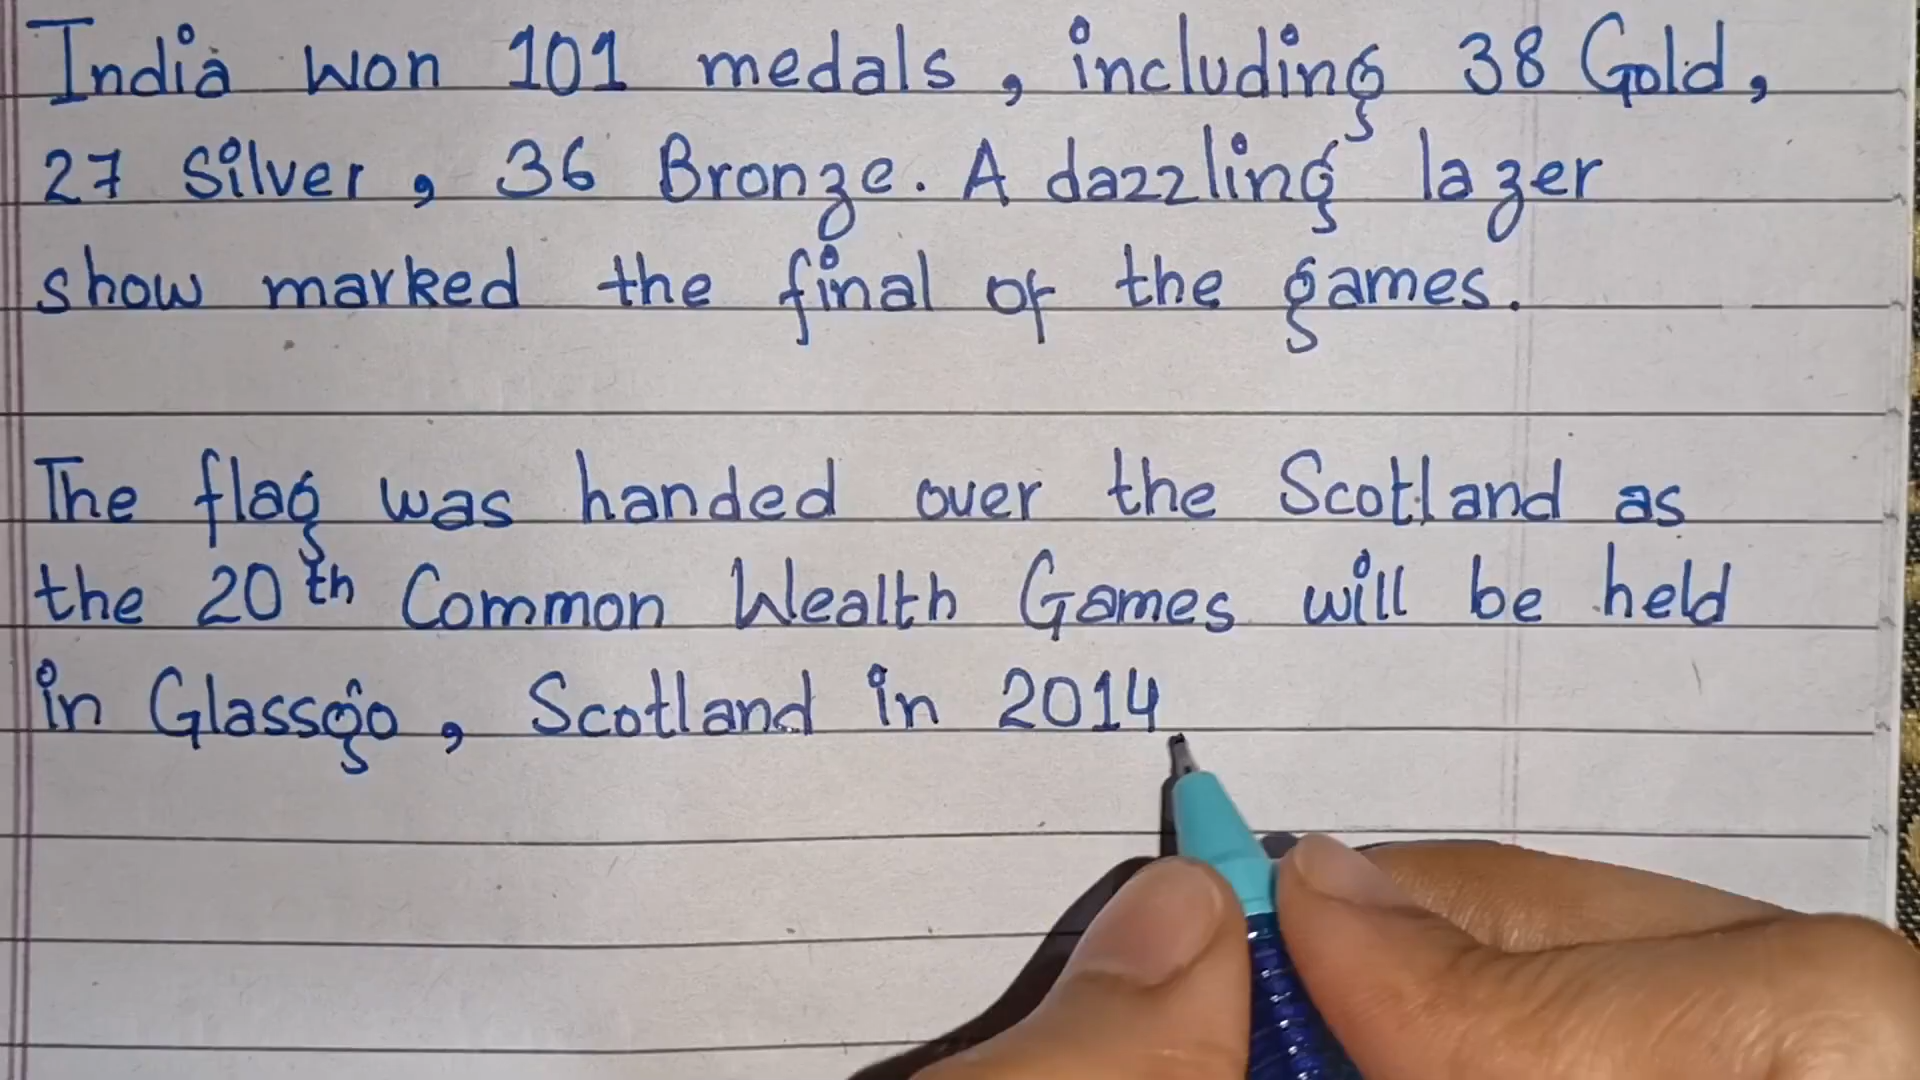 India won 101 medals, including 38 Gold,
27 Silver, 36 Bronze. A dazzling lazer
show marked the final of the games.
The flag was handed over the Scotland as
the 20th Common Wealth Games will be held
in Glassgo, Scotland in 2014